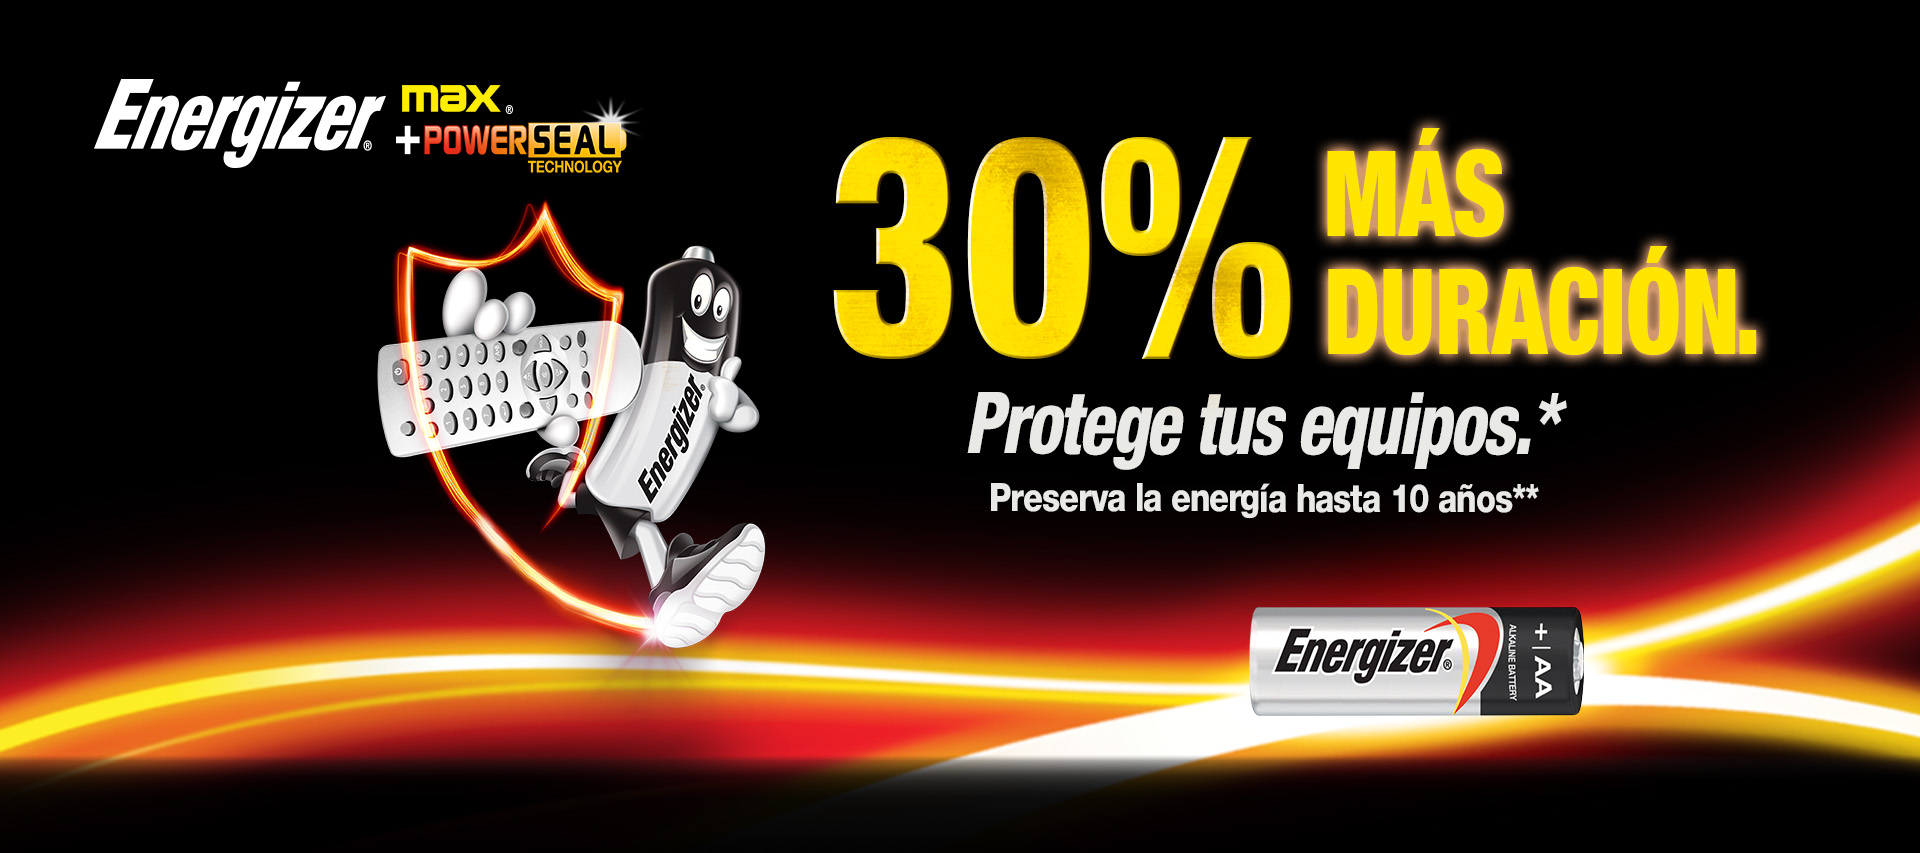 Energizer®
max®
+POWERSEAL
TECHNOLOGY
30% MÁS
DURACIÓN.
Protege tus equipos.*
Preserva la energía hasta 10 años**
Energizer®
Energizer®
+ | AA
ALKALINE BATTERY